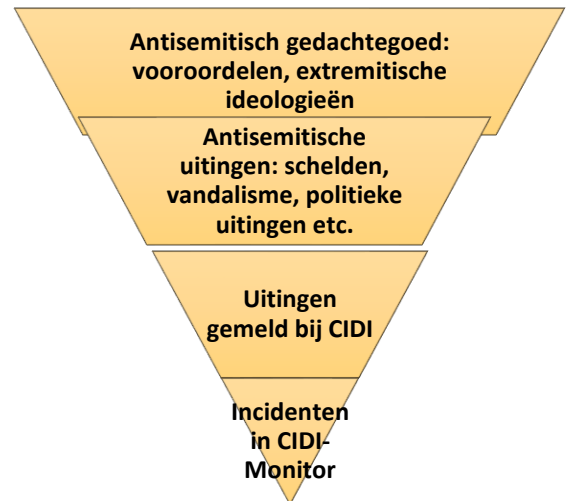 Antisemitisch gedachtegoed:
vooroordelen, extremitische
ideologieën
Antisemitische
uitingen: schelden,
vandalisme, politieke
uitingen etc.
Uitingen
gemeld bij CIDI
Incidenten
in CIDI-
Monitor